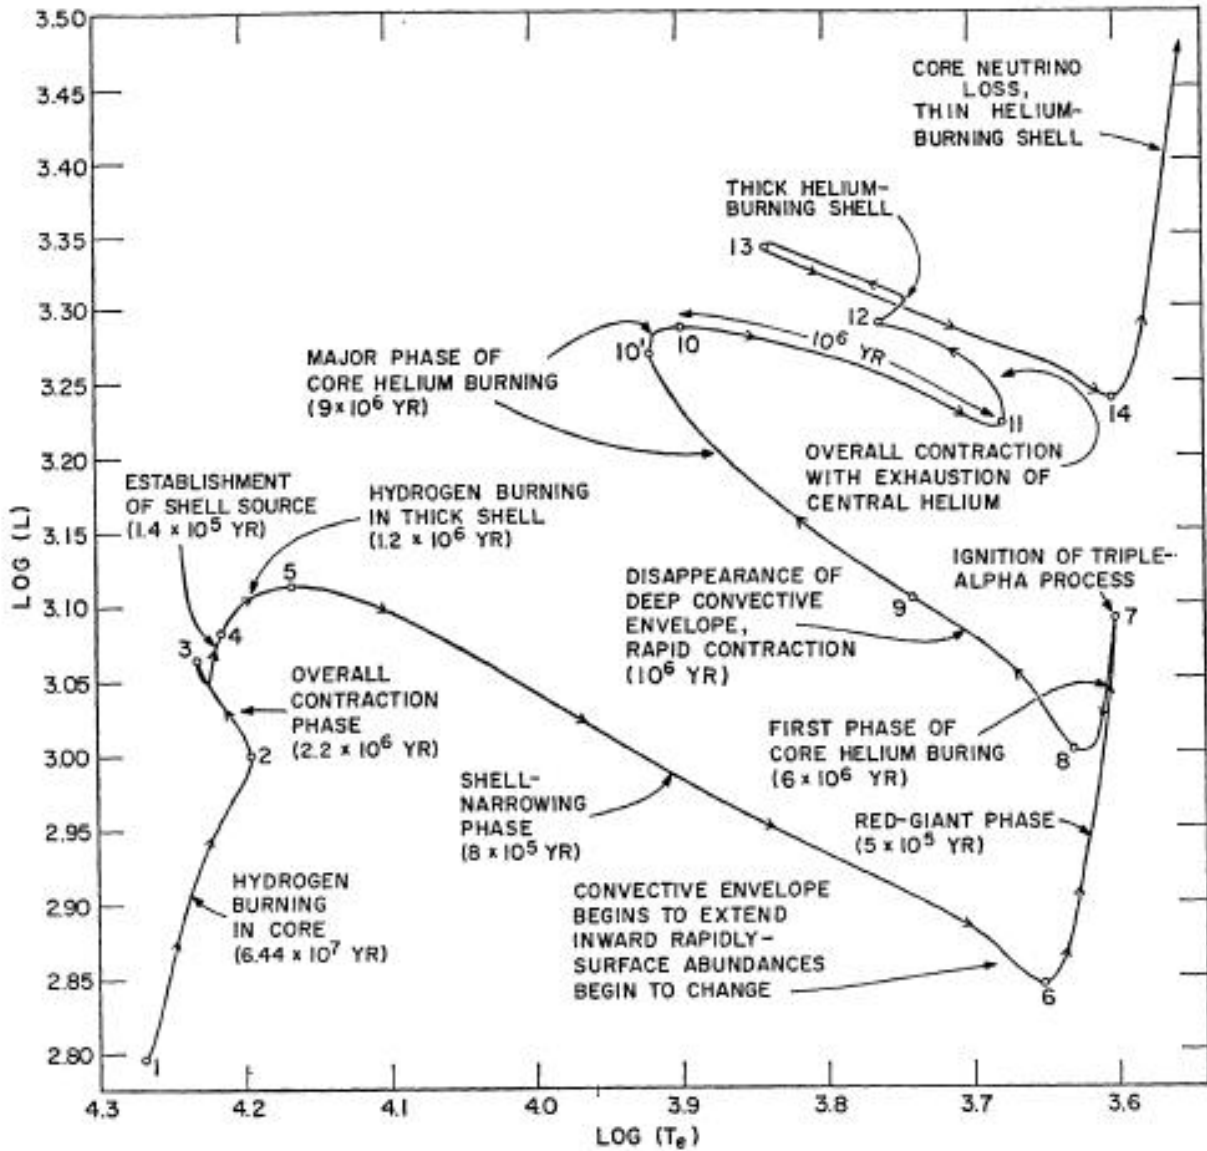 3.50
3.45
3.40
3.35
3.30
3.25
3.20
3.15
3.10
3.05
3.00
2.95
2.90
2.85
2.80
LOG (L)
4.3
4.2
4.1
4.0
3.9
3.8
3.7
3.6
LOG (Te)
CORE NEUTRINO
LOSS,
THIN HELIUM-
BURNING SHELL
THICK HELIUM-
BURNING SHELL
13
12
10
10'
10⁶ YR
11
14
MAJOR PHASE OF
CORE HELIUM BURNING
(9 x 10⁶ YR)
OVERALL CONTRACTION
WITH EXHAUSTION OF
CENTRAL HELIUM
ESTABLISHMENT
OF SHELL SOURCE
(1.4 x 10⁵ YR)
HYDROGEN BURNING
IN THICK SHELL
(1.2 x 10⁶ YR)
IGNITION OF TRIPLE-
ALPHA PROCESS
5
4
3
7
9
DISAPPEARANCE OF
DEEP CONVECTIVE
ENVELOPE,
RAPID CONTRACTION
(10⁶ YR)
OVERALL
CONTRACTION
PHASE
(2.2 x 10⁶ YR)
2
FIRST PHASE OF
CORE HELIUM BURING
(6 x 10⁶ YR)
8
SHELL-
NARROWING
PHASE
(8 x 10⁵ YR)
RED-GIANT PHASE
(5 x 10⁵ YR)
HYDROGEN
BURNING
IN CORE
(6.44 x 10⁷ YR)
CONVECTIVE ENVELOPE
BEGINS TO EXTEND
INWARD RAPIDLY-
SURFACE ABUNDANCES
BEGIN TO CHANGE
6
1